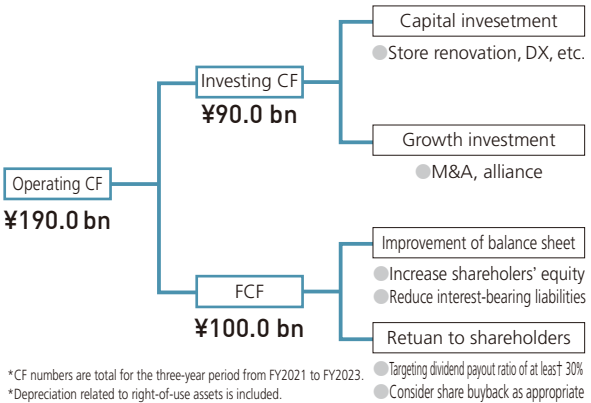 Capital invesetment
●Store renovation, DX, etc.
Investing CF
¥90.0 bn
Growth investment
●M&A, alliance
Operating CF
¥190.0 bn
Improvement of balance sheet
●Increase shareholers' equity
●Reduce interest-bearing liabilities
FCF
¥100.0 bn
Retuan to shareholders
●Targeting dividend payout ratio of at leas† 30%
●Consider share buyback as appropriate
*CF numbers are total for the three-year period from FY2021 to FY2023.
*Depreciation related to right-of-use assets is included.